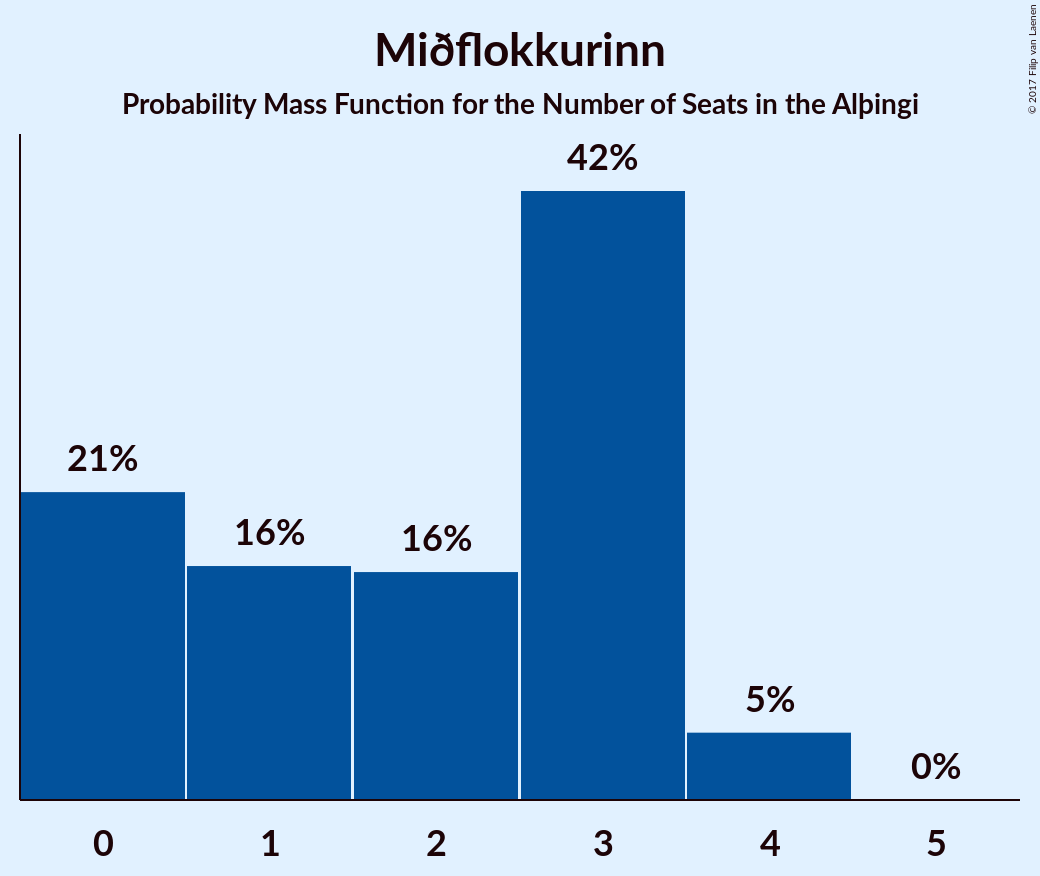 Miðflokkurinn
Probability Mass Function for the Number of Seats in the Alþingi
© 2017 Filip van Laenen
42%
21%
16%
16%
5%
0%
0 1 2 3 4 5